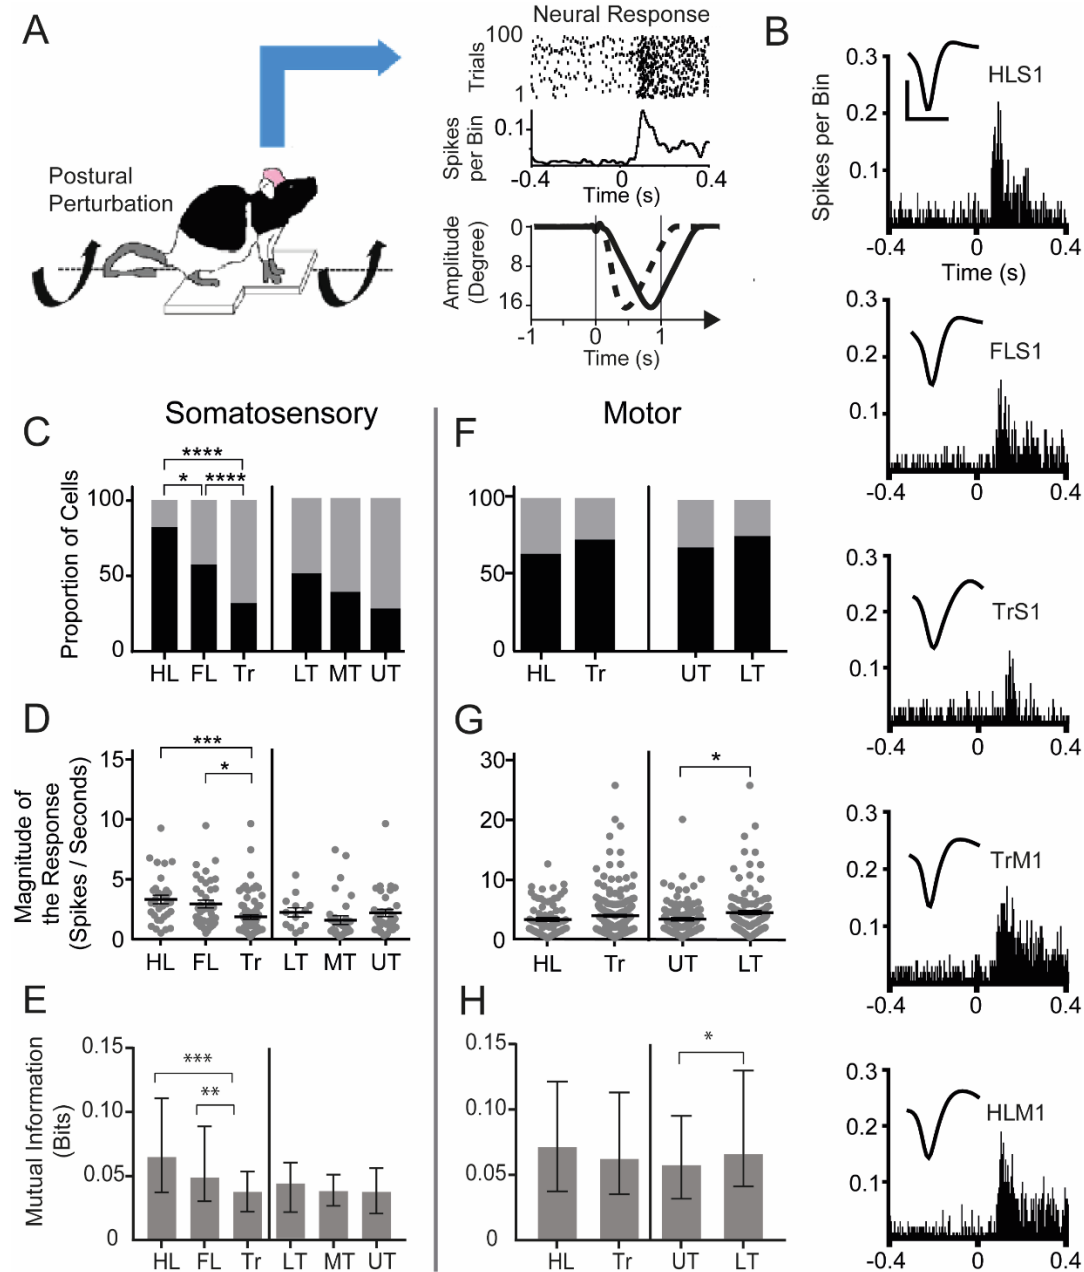 A
Postural
Perturbation
Neural Response
100
Trials
1
0.1
Spikes
per Bin
-0.4
0
0.4
Time (s)
0
8
16
Amplitude
(Degree)
-1
0
1
Time (s)
B
0.3
0.2
0.1
Spikes per Bin
HLS1
-0.4
0
0.4
Time (s)
0.3
0.2
0.1
FLS1
-0.4
0
0.4
0.3
0.2
0.1
TrS1
-0.4
0
0.4
0.3
0.2
0.1
TrM1
-0.4
0
0.4
0.3
0.2
0.1
HLM1
-0.4
0
0.4
Somatosensory
Motor
C
****
* ****
100
50
0
Proportion of Cells
HL FL Tr LT MT UT
F
100
50
0
HL Tr UT LT
D
***
*
15
10
5
0
Magnitude of
the Response
(Spikes / Seconds)
HL FL Tr LT MT UT
G
*
30
20
10
0
HL Tr UT LT
E
***
**
0.15
0.10
0.05
0
Mutual Information
(Bits)
HL FL Tr LT MT UT
H
*
0.15
0.10
0.05
0
HL Tr UT LT